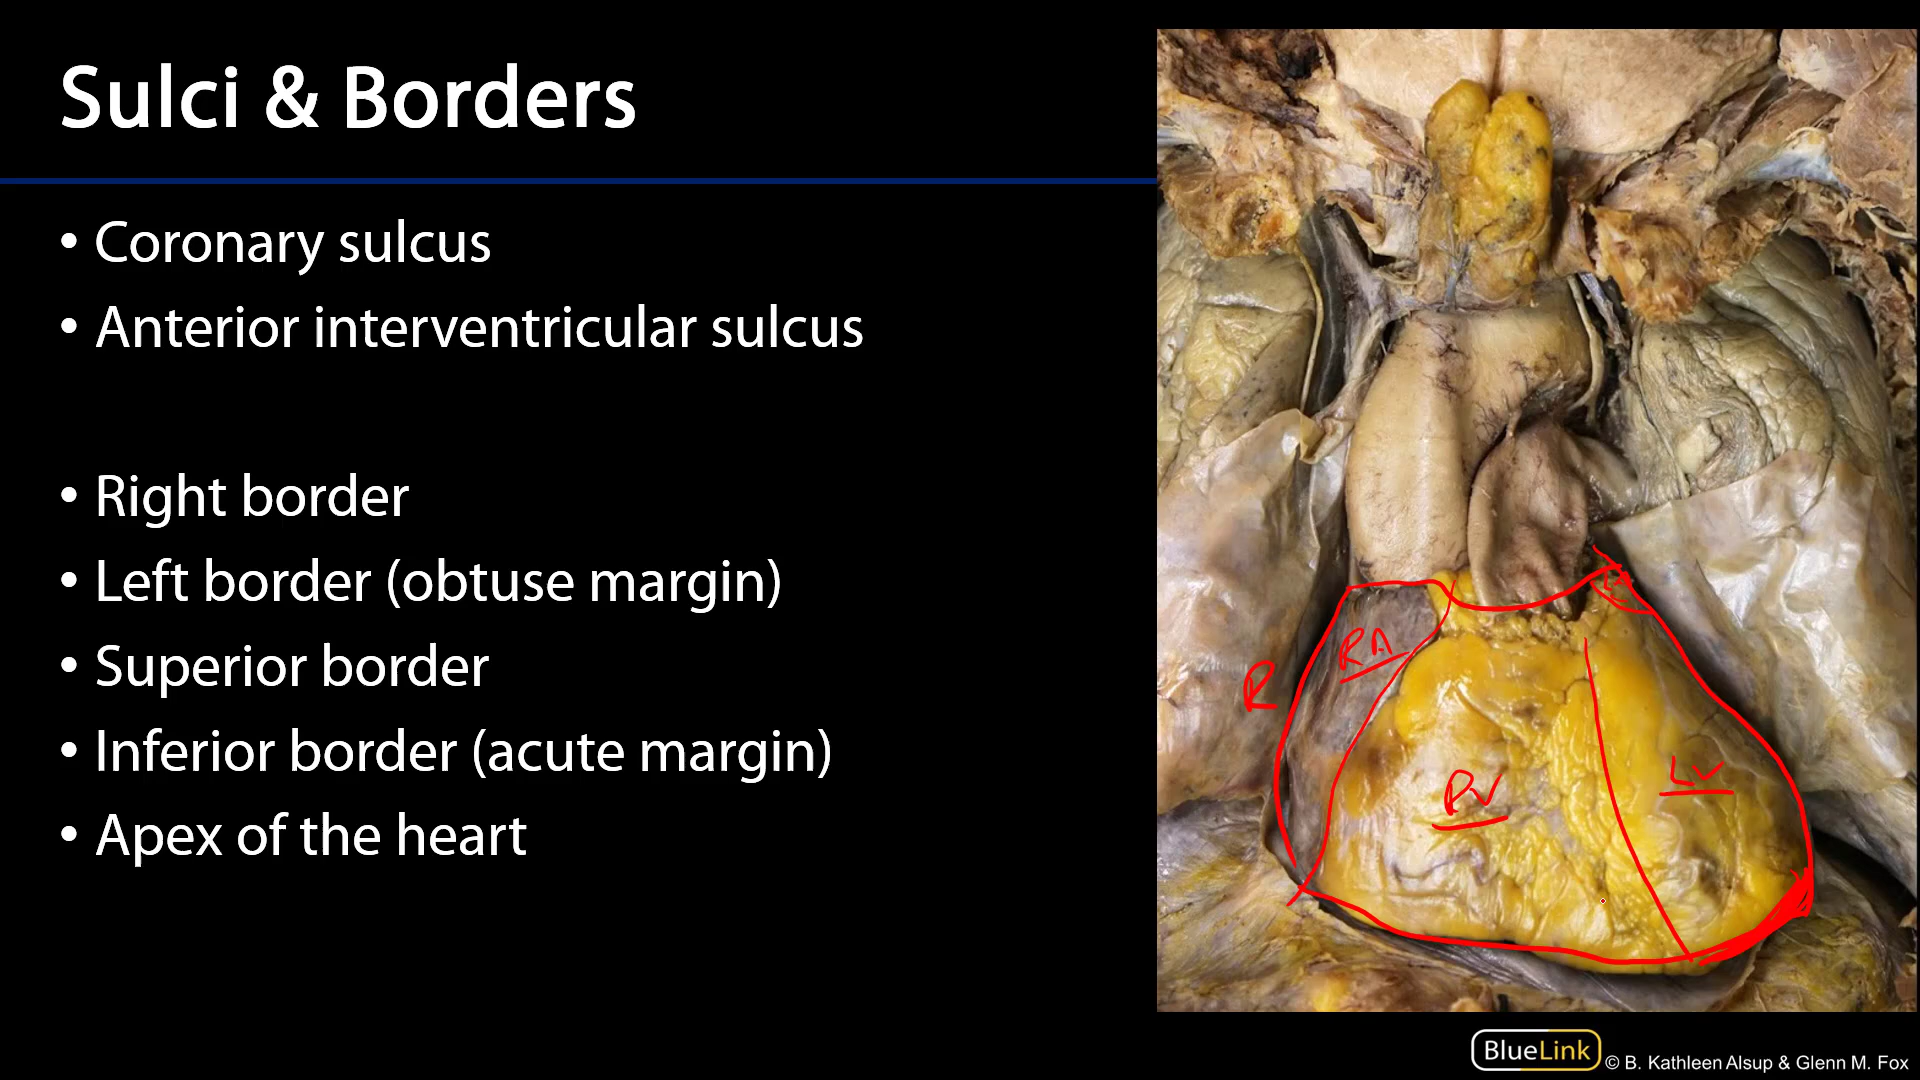 Sulci & Borders
• Coronary sulcus
• Anterior interventricular sulcus
• Right border
• Left border (obtuse margin)
• Superior border
• Inferior border (acute margin)
• Apex of the heart
LA
RA
R
LV
RV
BlueLink © B. Kathleen Alsup & Glenn M. Fox